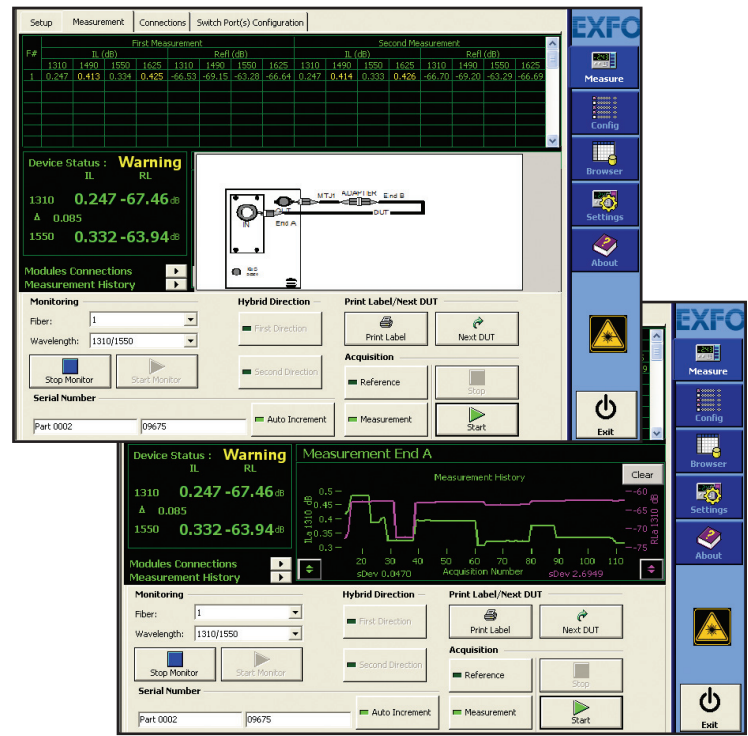 Setup Measurement Connections Switch Port(s) Configuration
EXFO
First Measurement Second Measurement
F# IL (dB) Refl (dB) IL (dB) Refl (dB)
1310 1490 1550 1625 1310 1490 1550 1625 1310 1490 1550 1625 1310 1490 1550 1625
1 0.247 0.413 0.334 0.425 -66.53 -69.15 -63.28 -66.64 0.247 0.414 0.333 0.426 -66.70 -69.20 -63.29 -66.69
Measure
Config
Browser
Settings
About
Exit
Device Status : Warning
IL RL
1310 0.247 -67.46 dB
Δ 0.085
1550 0.332 -63.94 dB
Modules Connections
Measurement History
IN
OUT
End A
MTJ1 ADAPTER End B
DUT
Monitoring
Fiber: 1
Wavelength: 1310/1550
Stop Monitor Start Monitor
Serial Number
Part 0002 09675
Hybrid Direction
First Direction
Second Direction
Auto Increment
Print Label/Next DUT
Print Label Next DUT
Acquisition
Reference Stop
Measurement Start
EXFO
Measure
Config
Browser
Settings
About
Exit
Device Status : Warning
IL RL
1310 0.247 -67.46 dB
Δ 0.085
1550 0.332 -63.94 dB
Modules Connections
Measurement History
Measurement End A
Measurement History
Clear
ILa 1310 dB
0.5
0.45
0.4
0.35
0.3
-60
-65
-70
-75
RLa 1310 dB
20 30 40 50 60 70 80 90 100 110
sDev 0.0470 Acquisition Number sDev 2.6949
Monitoring
Fiber: 1
Wavelength: 1310/1550
Stop Monitor Start Monitor
Serial Number
Part 0002 09675
Hybrid Direction
First Direction
Second Direction
Auto Increment
Print Label/Next DUT
Print Label Next DUT
Acquisition
Reference Stop
Measurement Start